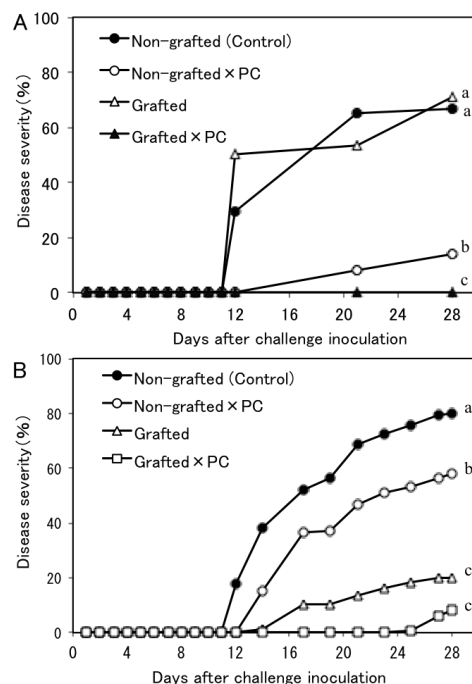 A
100
80
60
40
20
0
Disease severity (%)
Non-grafted (Control)
Non-grafted × PC
Grafted
Grafted × PC
a
a
b
c
0 4 8 12 16 20 24 28
Days after challenge inoculation
B
100
80
60
40
20
0
Disease severity (%)
Non-grafted (Control)
Non-grafted × PC
Grafted
Grafted × PC
a
b
c
c
0 4 8 12 16 20 24 28
Days after challenge inoculation